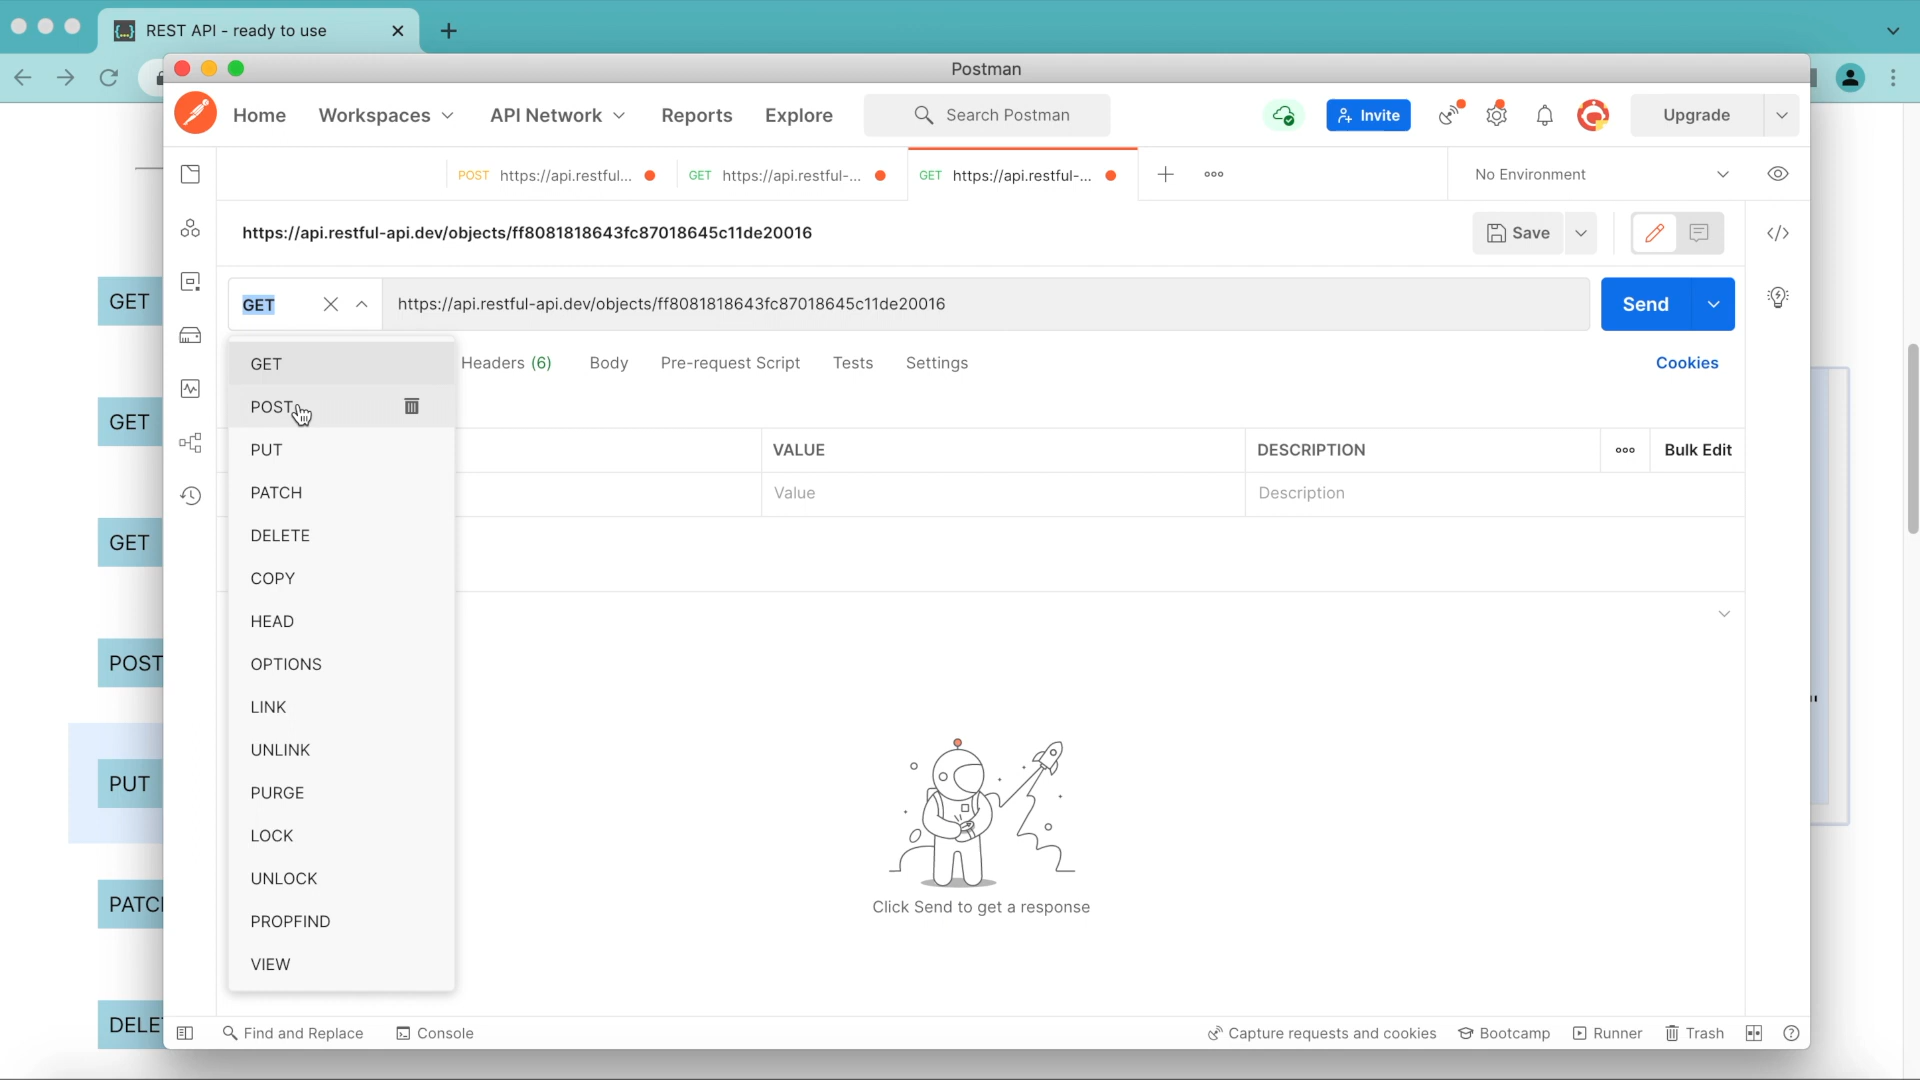 REST API - ready to use
Postman
Home Workspaces API Network Reports Explore Search Postman Invite Upgrade
POST https://api.restful... GET https://api.restful-... GET https://api.restful-... No Environment
https://api.restful-api.dev/objects/ff8081818643fc87018645c11de20016 Save
GET https://api.restful-api.dev/objects/ff8081818643fc87018645c11de20016 Send
Headers (6) Body Pre-request Script Tests Settings Cookies
GET
POST
PUT
PATCH
DELETE
COPY
HEAD
OPTIONS
LINK
UNLINK
PURGE
LOCK
UNLOCK
PROPFIND
VIEW
VALUE DESCRIPTION Bulk Edit
Value Description
Click Send to get a response
GET
GET
GET
POST
PUT
PATC
DELE
Find and Replace Console Capture requests and cookies Bootcamp Runner Trash